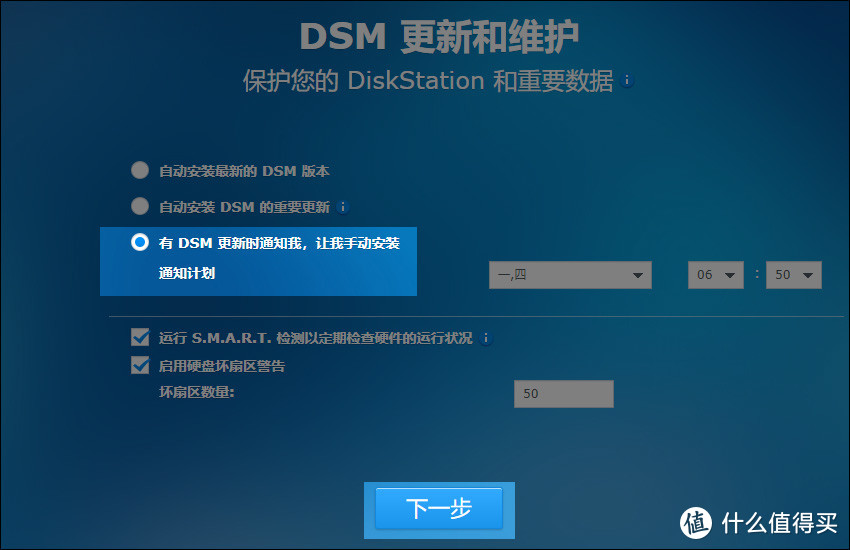 DSM 更新和维护
保护您的 DiskStation 和重要数据 i
自动安装最新的 DSM 版本
自动安装 DSM 的重要更新 i
有 DSM 更新时通知我，让我手动安装
通知计划 一,四 06 : 50
运行 S.M.A.R.T. 检测以定期检查硬件的运行状况 i
启用硬盘坏扇区警告
坏扇区数量: 50
下一步
值 什么值得买